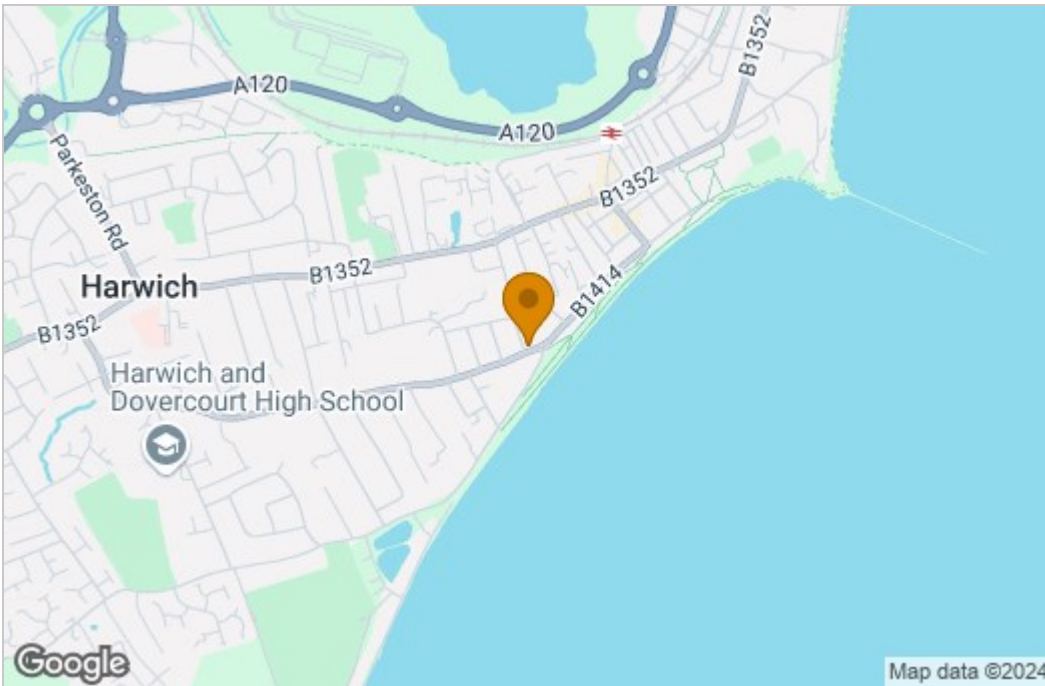 B1352
A120
A120
Parkeston Rd
B1352
B1352
Harwich
B1414
B1352
Harwich and
Dovercourt High School
Google
Map data ©2024